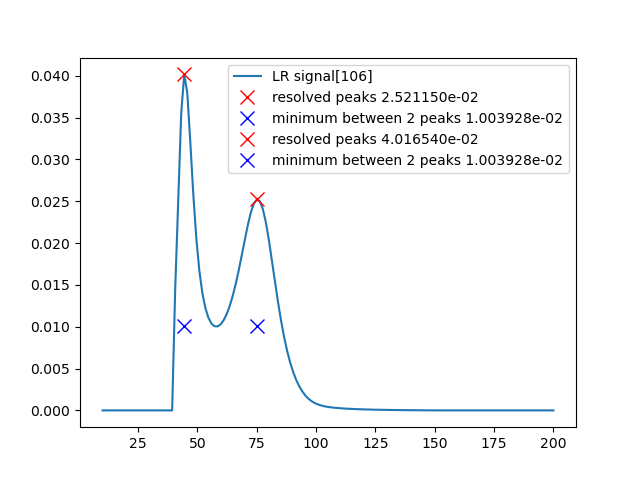 LR signal[106]
resolved peaks 2.521150e-02
minimum between 2 peaks 1.003928e-02
resolved peaks 4.016540e-02
minimum between 2 peaks 1.003928e-02
0.040
0.035
0.030
0.025
0.020
0.015
0.010
0.005
0.000
25 50 75 100 125 150 175 200